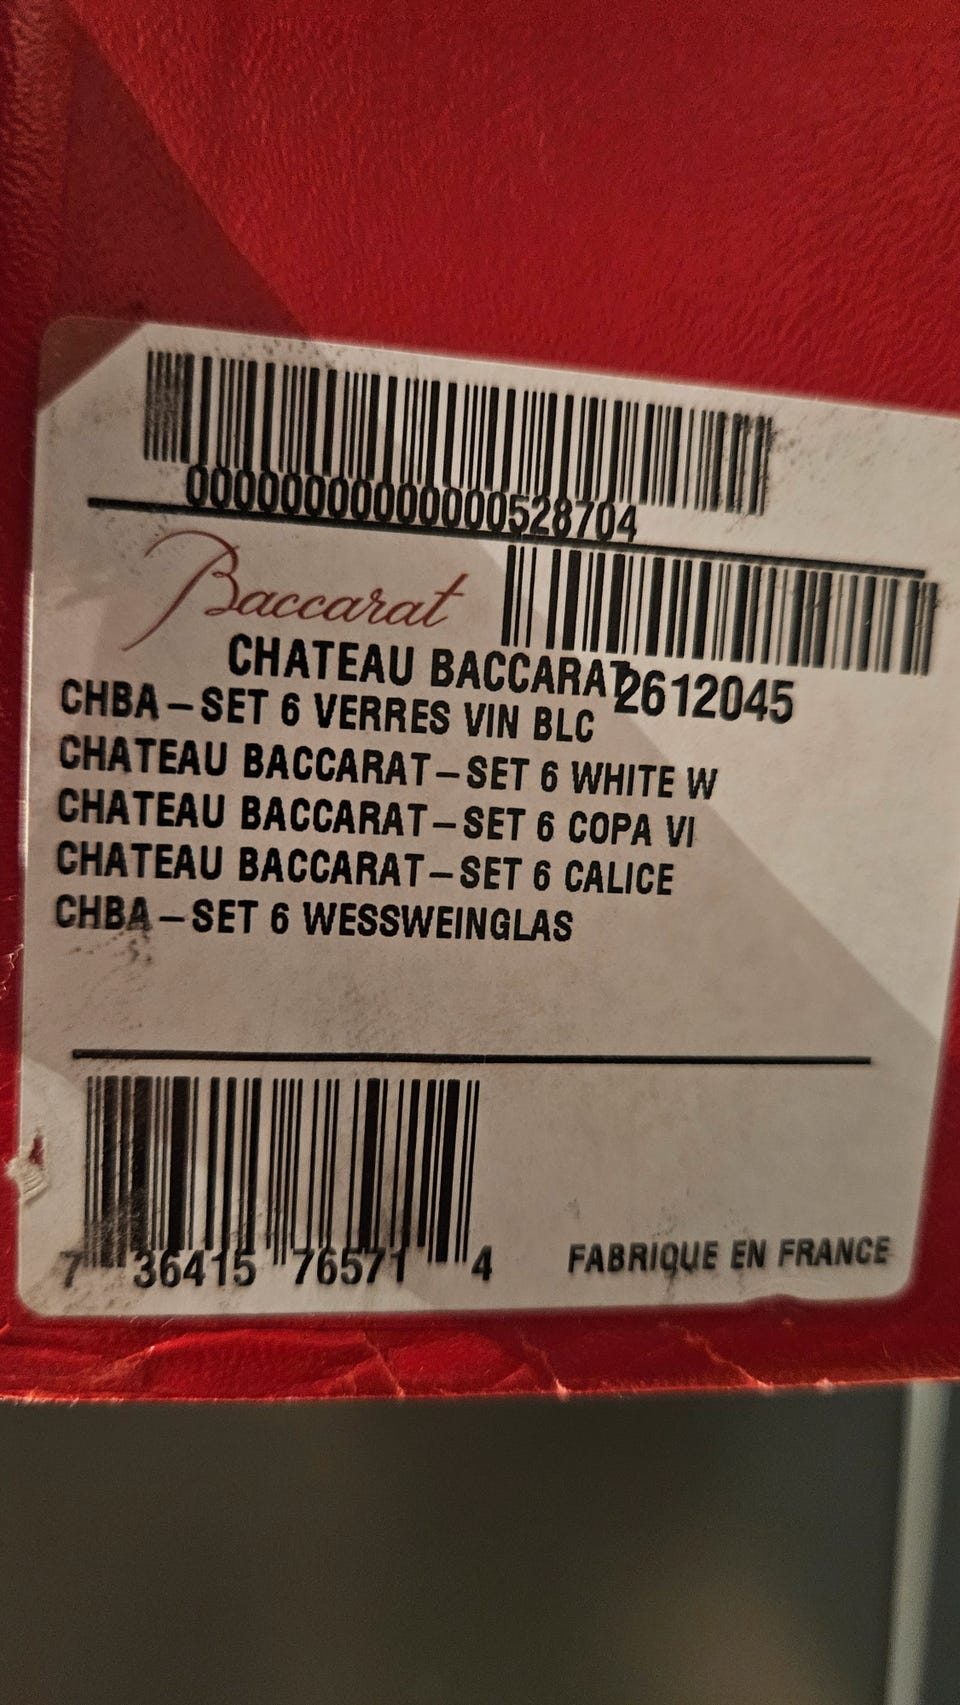 00000000000000528704
Baccarat
CHATEAU BACCARAT
2612045
CHBA-SET 6 VERRES VIN BLC
CHATEAU BACCARAT-SET 6 WHITE W
CHATEAU BACCARAT-SET 6 COPA VI
CHATEAU BACCARAT-SET 6 CALICE
CHBA-SET 6 WESSWEINGLAS
7 36415 76571 4
FABRIQUE EN FRANCE